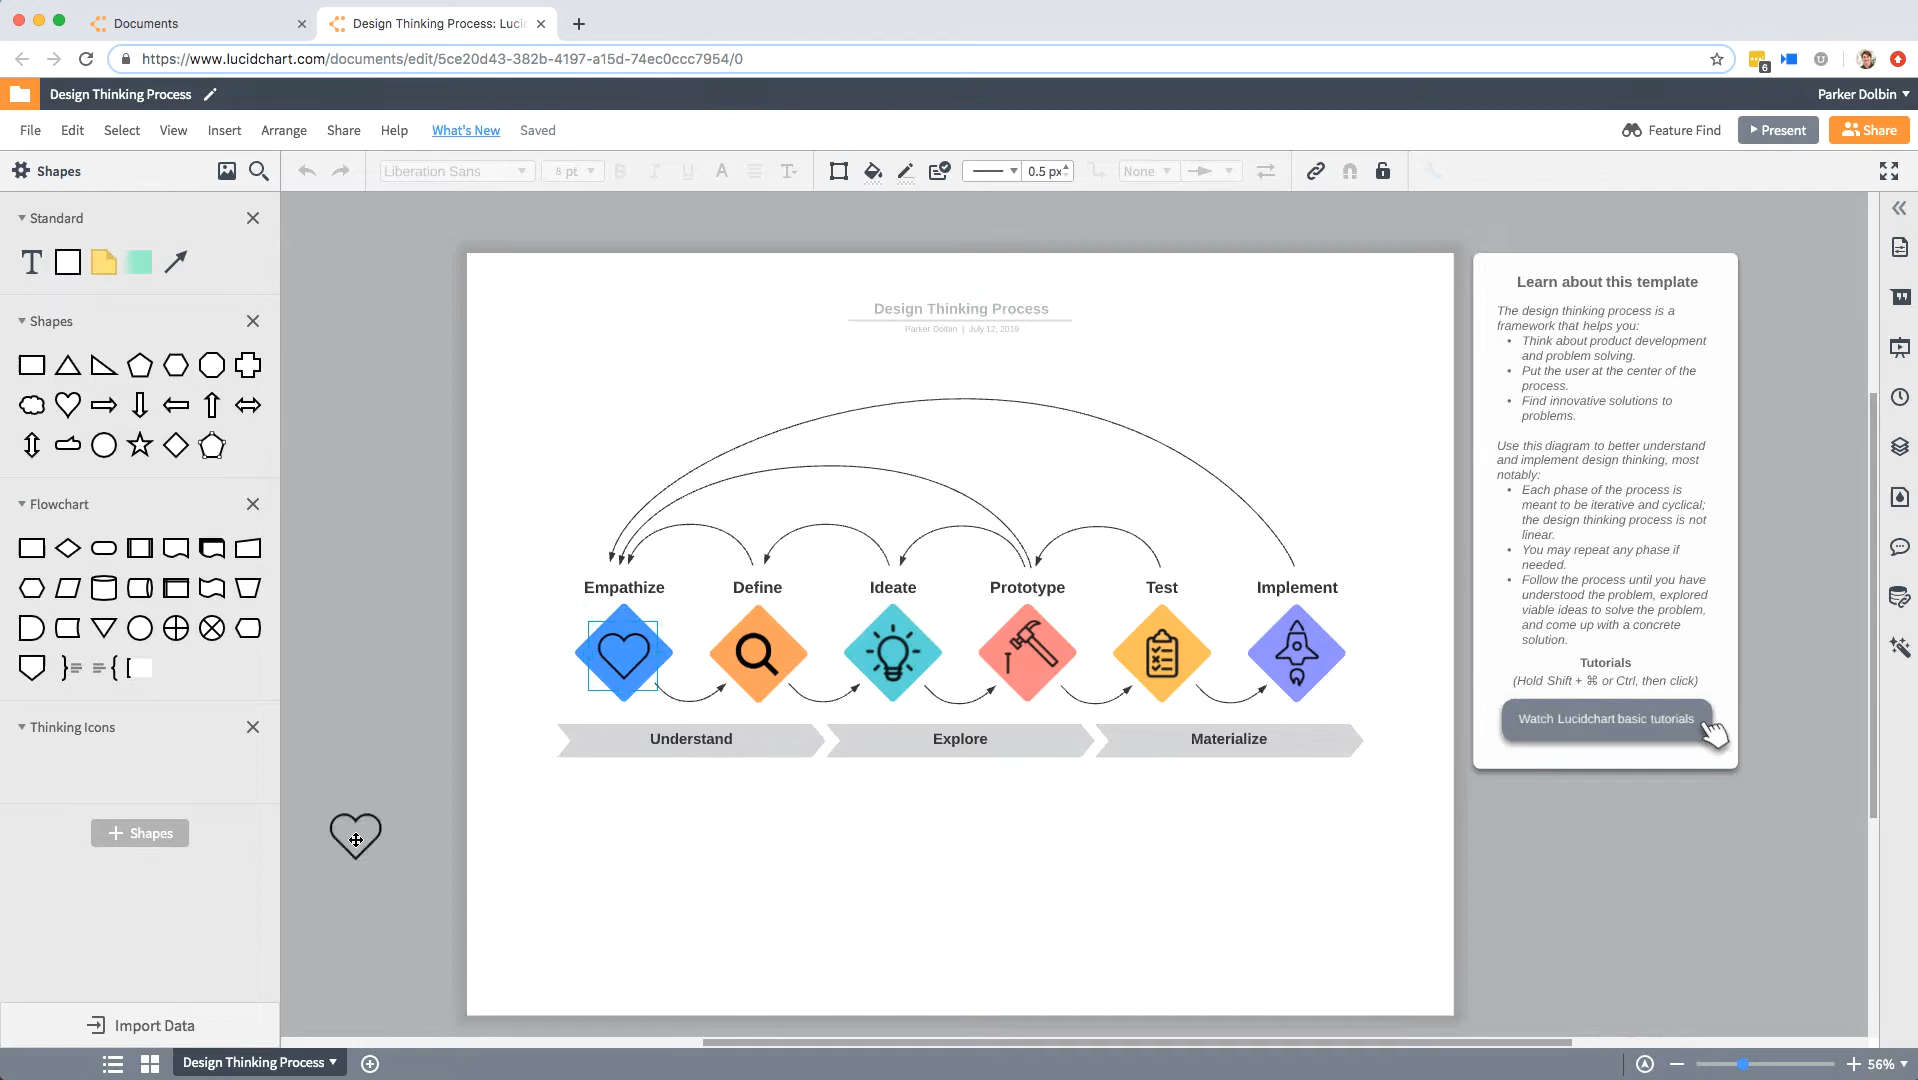 Documents
Design Thinking Process: Luci
https://www.lucidchart.com/documents/edit/5ce20d43-382b-4197-a15d-74ec0ccc7954/0
6
Design Thinking Process
Parker Dolbin
File Edit Select View Insert Arrange Share Help What's New Saved
Feature Find Present Share
Shapes
Liberation Sans 8 pt B I U A T 0.5 px None
Standard
T
Shapes
Flowchart
Thinking Icons
+ Shapes
Import Data
Design Thinking Process
Parker Dolbin | July 12, 2019
Empathize Define Ideate Prototype Test Implement
Understand Explore Materialize
Learn about this template
The design thinking process is a
framework that helps you:
• Think about product development
and problem solving.
• Put the user at the center of the
process.
• Find innovative solutions to
problems.
Use this diagram to better understand
and implement design thinking, most
notably:
• Each phase of the process is
meant to be iterative and cyclical;
the design thinking process is not
linear.
• You may repeat any phase if
needed.
• Follow the process until you have
understood the problem, explored
viable ideas to solve the problem,
and come up with a concrete
solution.
Tutorials
(Hold Shift + ⌘ or Ctrl, then click)
Watch Lucidchart basic tutorials
Design Thinking Process
56%